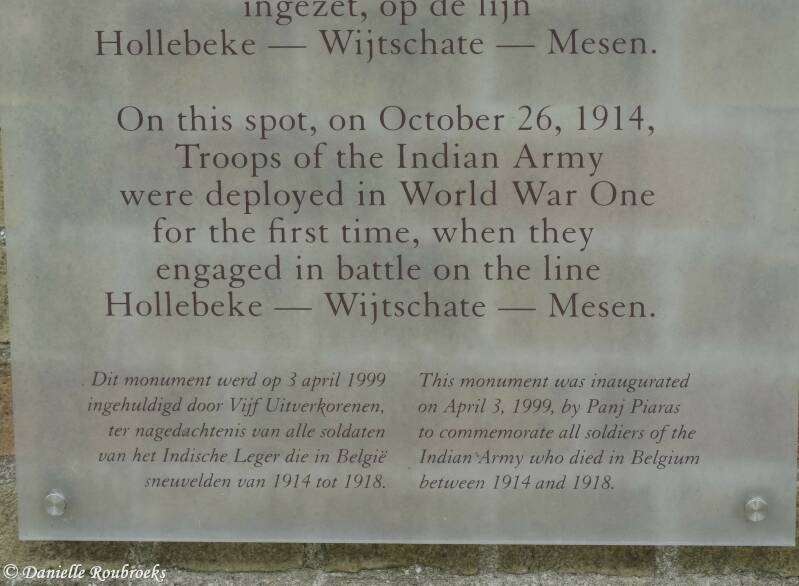 ingezet, op de lijn
Hollebeke — Wijtschate — Mesen.
On this spot, on October 26, 1914,
Troops of the Indian Army
were deployed in World War One
for the first time, when they
engaged in battle on the line
Hollebeke — Wijtschate — Mesen.
Dit monument werd op 3 april 1999
ingehuldigd door Vijf Uitverkorenen,
ter nagedachtenis van alle soldaten
van het Indische Leger die in België
sneuvelden van 1914 tot 1918.
This monument was inaugurated
on April 3, 1999, by Panj Piaras
to commemorate all soldiers of the
Indian Army who died in Belgium
between 1914 and 1918.
© Danielle Roubroeks